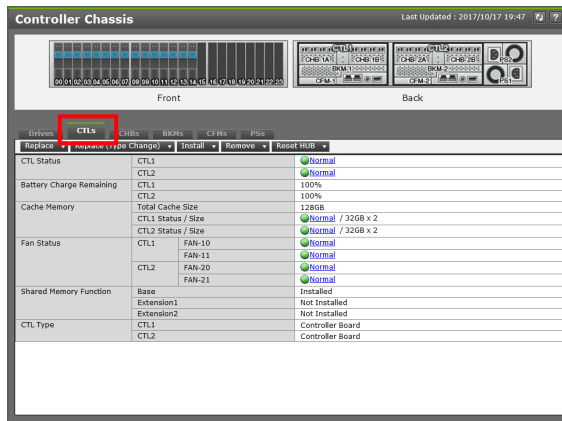 Controller Chassis
Last Updated : 2017/10/17 19:47
?
00 01 02 03 04 05 06 07 08 09 10 11 12 13 14 15 16 17 18 19 20 21 22 23
CTL1 CTL2
CHB-1A CHB-1B CHB-2A CHB-2B PS2
BKM-1 BKM-2
CFM-1 CFM-2 PS1
Front Back
Drives CTLs CHBs BKMs CFMs PSs
Replace Replace (Type Change) Install Remove Reset HUB
CTL Status CTL1 Normal
CTL2 Normal
Battery Charge Remaining CTL1 100%
CTL2 100%
Cache Memory Total Cache Size 128GB
CTL1 Status / Size Normal / 32GB x 2
CTL2 Status / Size Normal / 32GB x 2
Fan Status CTL1 FAN-10 Normal
FAN-11 Normal
CTL2 FAN-20 Normal
FAN-21 Normal
Shared Memory Function Base Installed
Extension1 Not Installed
Extension2 Not Installed
CTL Type CTL1 Controller Board
CTL2 Controller Board